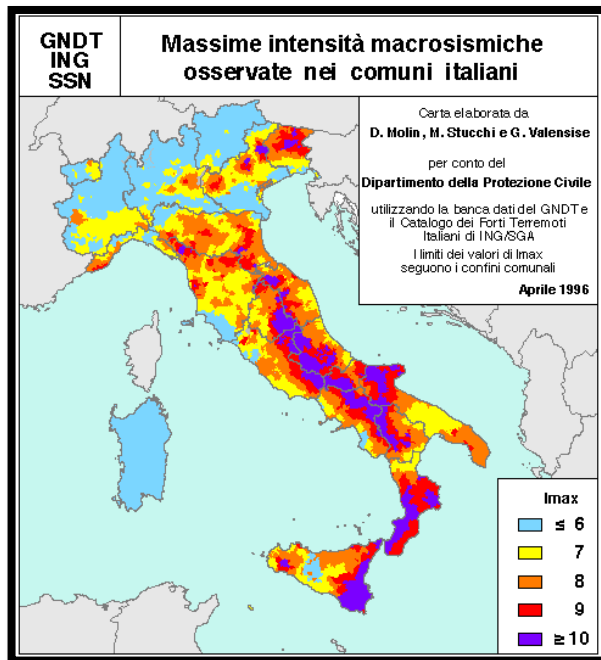 GNDT
ING
SSN
Massime intensità macrosismiche
osservate nei comuni italiani
Carta elaborata da
D. Molin, M. Stucchi e G. Valensise
per conto del
Dipartimento della Protezione Civile
utilizzando la banca dati del GNDT e
il Catalogo dei Forti Terremoti
Italiani di ING/SGA
I limiti dei valori di Imax
seguono i confini comunali
Aprile 1996
Imax
≤ 6
7
8
9
≥ 10